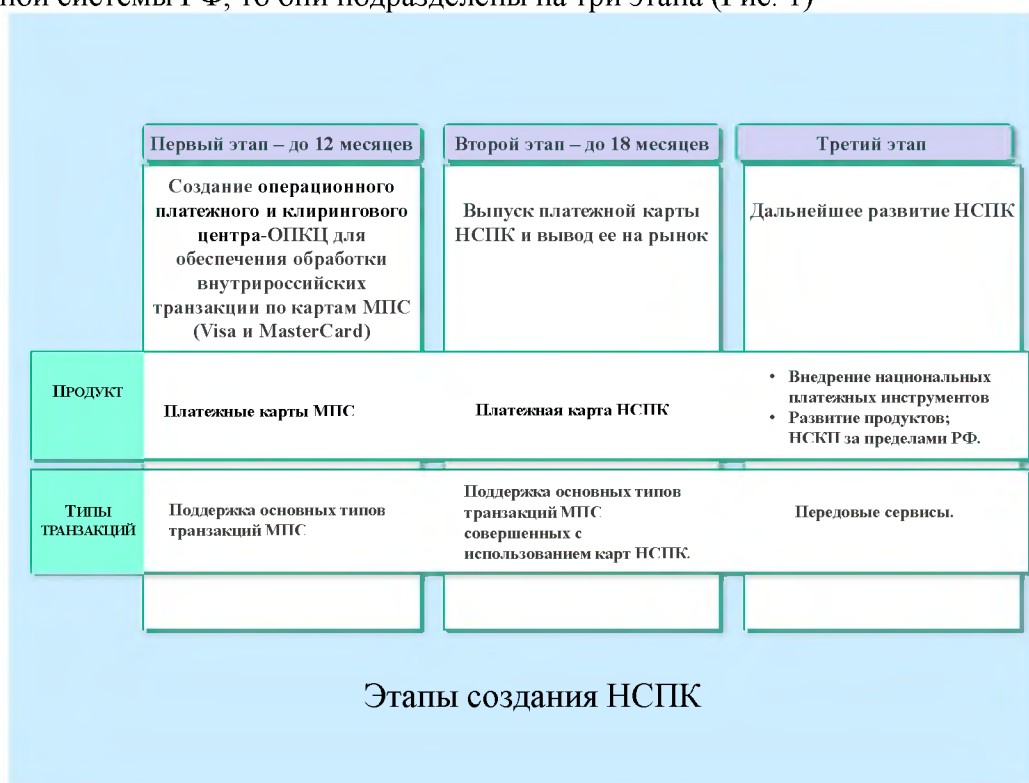 ной системы РФ, то они подразделены на три этапа (Рис. 1)
Первый этап – до 12 месяцев
Второй этап – до 18 месяцев
Третий этап
Создание операционного
платежного и клирингового
центра-ОПКЦ для
обеспечения обработки
внутрироссийских
транзакции по картам МПС
(Visa и MasterCard)
Выпуск платежной карты
НСПК и вывод ее на рынок
Дальнейшее развитие НСПК
Продукт
Платежные карты МПС
Платежная карта НСПК
• Внедрение национальных
платежных инструментов
• Развитие продуктов;
НСКП за пределами РФ.
Типы
транзакций
Поддержка основных типов
транзакций МПС
Поддержка основных типов
транзакций МПС
совершенных с
использованием карт НСПК.
Передовые сервисы.
Этапы создания НСПК